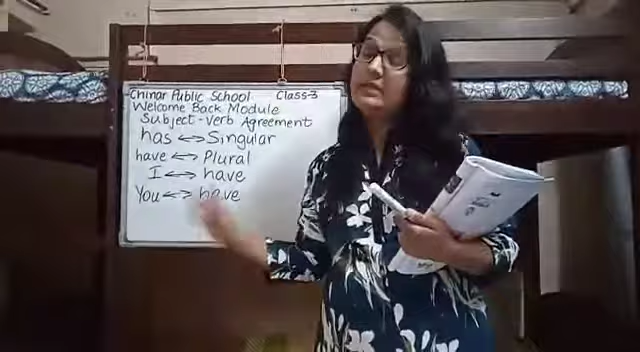 Chinar Public School Class-3
Welcome Back Module
Subject-Verb Agreement
has ⟷ Singular
have ⟷ Plural
I ⟷ have
You ⟷ have